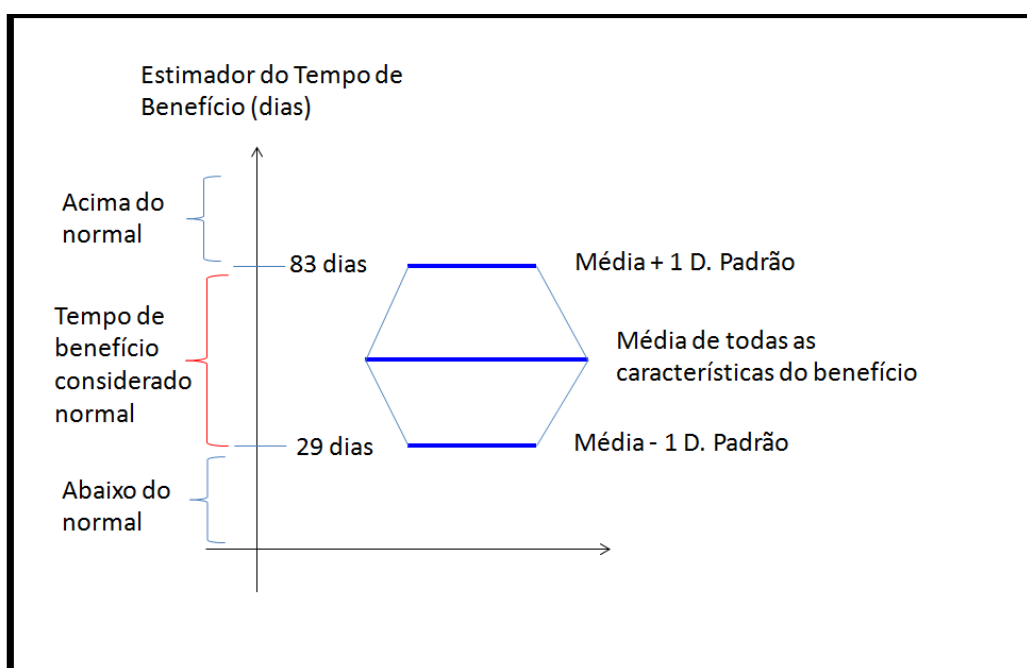 Estimador do Tempo de
Benefício (dias)
Acima do
normal
83 dias
Média + 1 D. Padrão
Tempo de
benefício
considerado
normal
Média de todas as
características do benefício
29 dias
Média - 1 D. Padrão
Abaixo do
normal